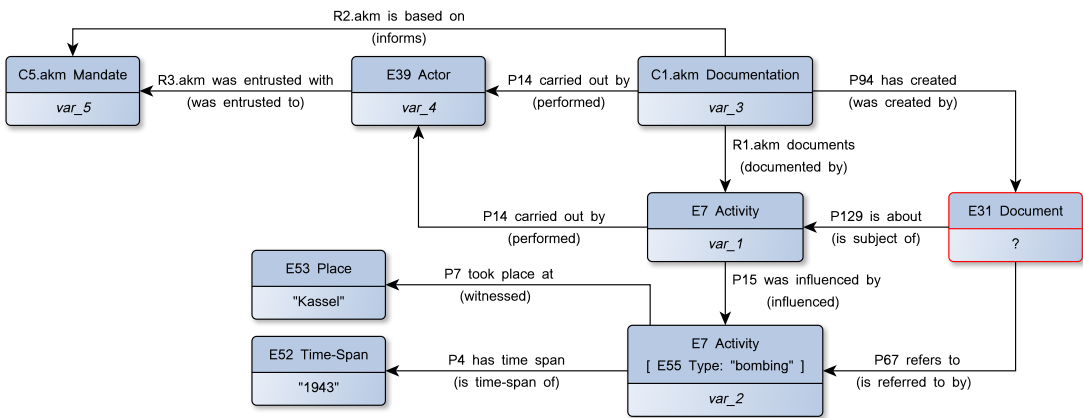 R2.akm is based on
(informs)
C5.akm Mandate
var_5
R3.akm was entrusted with
(was entrusted to)
E39 Actor
var_4
P14 carried out by
(performed)
C1.akm Documentation
var_3
P94 has created
(was created by)
R1.akm documents
(documented by)
P14 carried out by
(performed)
E7 Activity
var_1
P129 is about
(is subject of)
E31 Document
?
E53 Place
"Kassel"
P7 took place at
(witnessed)
P15 was influenced by
(influenced)
E52 Time-Span
"1943"
P4 has time span
(is time-span of)
E7 Activity
[ E55 Type: "bombing" ]
var_2
P67 refers to
(is referred to by)